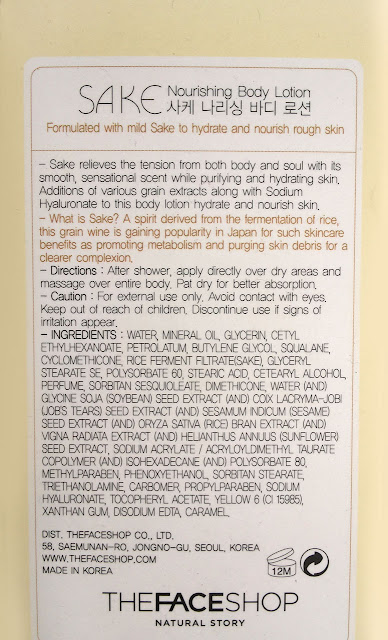 SAKE Nourishing Body Lotion
사케 나리싱 바디 로션
Formulated with mild Sake to hydrate and nourish rough skin
- Sake relieves the tension from both body and soul with its
smooth, sensational scent while purifying and hydrating skin.
Additions of various grain extracts along with Sodium
Hyaluronate to this body lotion hydrate and nourish skin.
- What is Sake? A spirit derived from the fermentation of rice,
this grain wine is gaining popularity in Japan for such skincare
benefits as promoting metabolism and purging skin debris for a
clearer complexion.
- Directions : After shower, apply directly over dry areas and
massage over entire body. Pat dry for better absorption.
- Caution : For external use only. Avoid contact with eyes.
Keep out of reach of children. Discontinue use if signs of
irritation appear.
- INGREDIENTS : WATER, MINERAL OIL, GLYCERIN, CETYL
ETHYLHEXANOATE, PETROLATUM, BUTYLENE GLYCOL, SQUALANE,
CYCLOMETHICONE, RICE FERMENT FILTRATE(SAKE), GLYCERYL
STEARATE SE, POLYSORBATE 60, STEARIC ACID, CETEARYL ALCOHOL,
PERFUME, SORBITAN SESQUIOLEATE, DIMETHICONE, WATER (AND)
GLYCINE SOJA (SOYBEAN) SEED EXTRACT (AND) COIX LACRYMA-JOBI
(JOB'S TEARS) SEED EXTRACT (AND) SESAMUM INDICUM (SESAME)
SEED EXTRACT (AND) ORYZA SATIVA (RICE) BRAN EXTRACT (AND)
VIGNA RADIATA EXTRACT (AND) HELIANTHUS ANNUUS (SUNFLOWER)
SEED EXTRACT, SODIUM ACRYLATE / ACRYLOYLDIMETHYL TAURATE
COPOLYMER (AND) ISOHEXADECANE (AND) POLYSORBATE 80,
METHYLPARABEN, PHENOXYETHANOL, SORBITAN STEARATE,
TRIETHANOLAMINE, CARBOMER, PROPYLPARABEN, SODIUM
HYALURONATE, TOCOPHERYL ACETATE, YELLOW 6 (CI 15985),
XANTHAN GUM, DISODIUM EDTA, CARAMEL.
DIST. THEFACESHOP CO., LTD.
58, SAEMUNAN-RO, JONGNO-GU, SEOUL, KOREA
WWW.THEFACESHOP.COM
MADE IN KOREA
12M
THEFACESHOP
NATURAL STORY